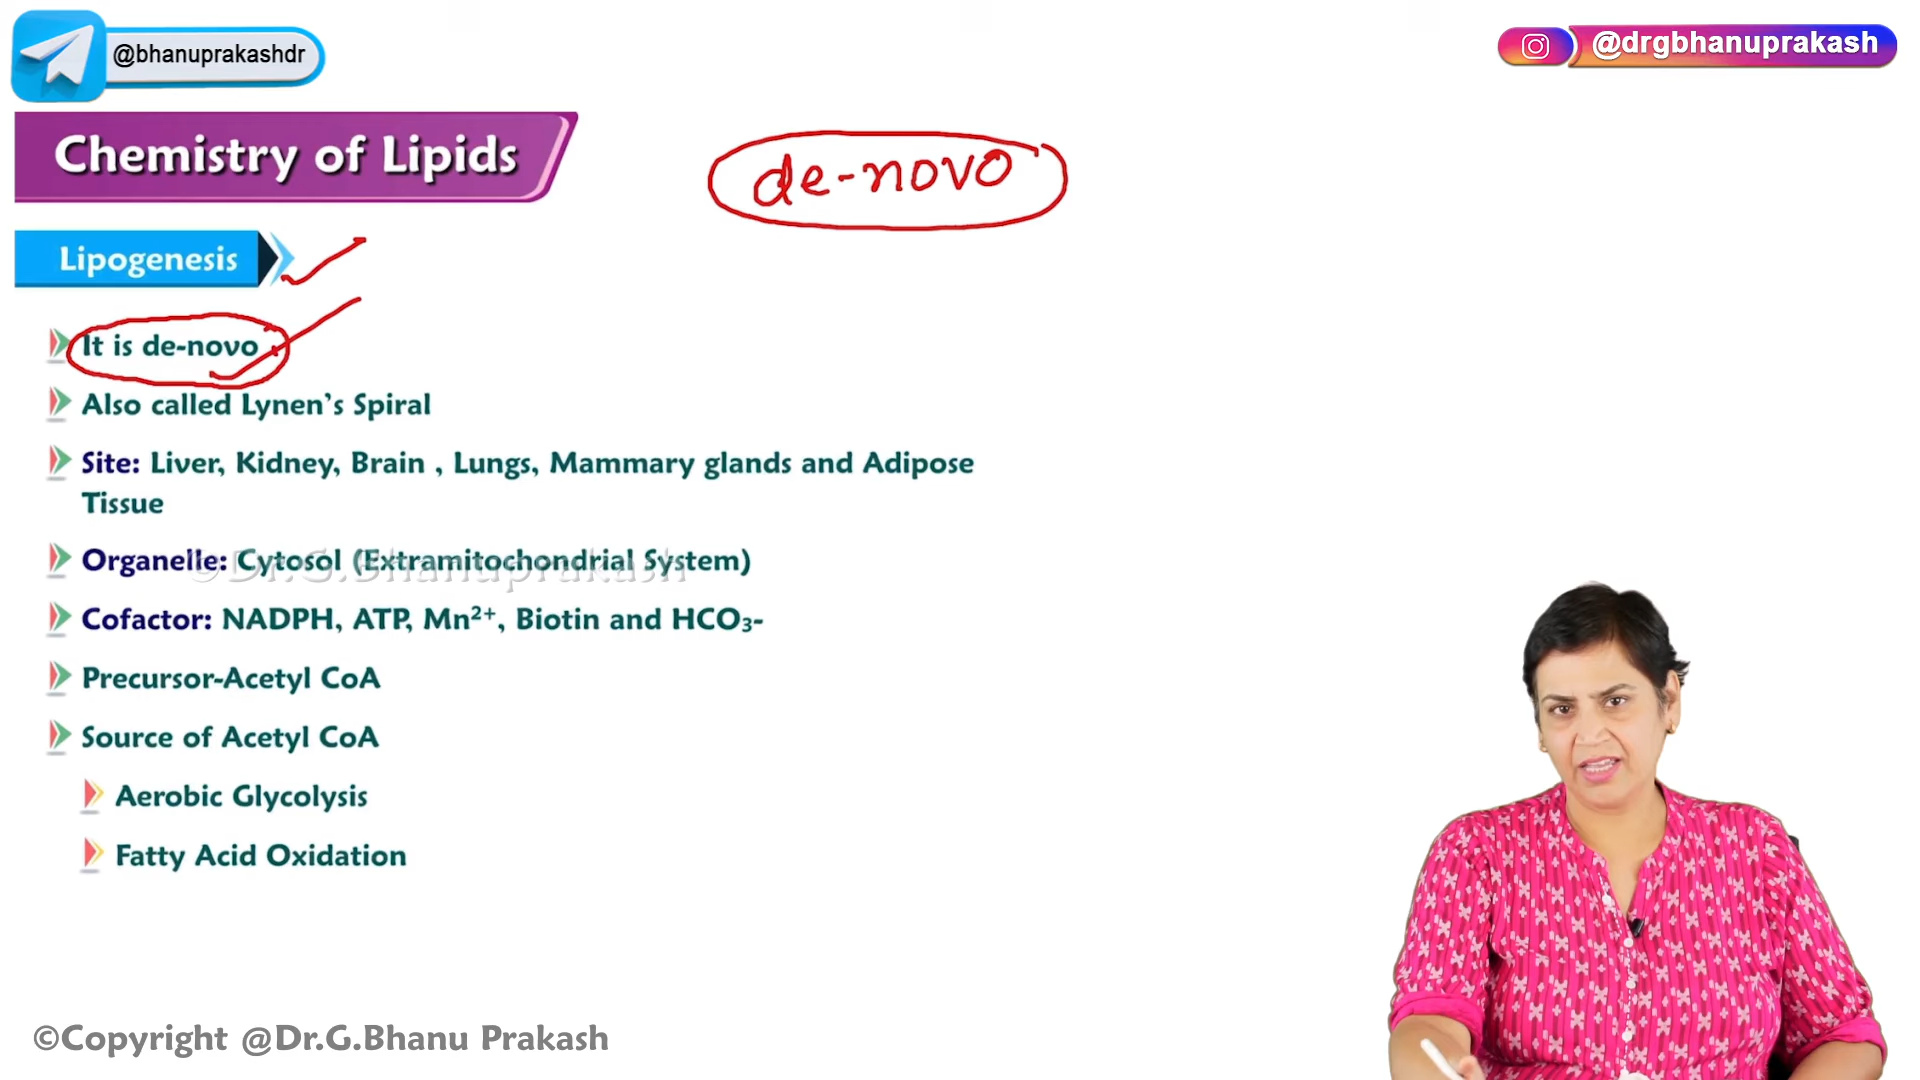 @bhanuprakashdr
@drgbhanuprakash
Chemistry of Lipids
de-novo
Lipogenesis
It is de-novo :
Also called Lynen's Spiral
Site: Liver, Kidney, Brain , Lungs, Mammary glands and Adipose
Tissue
Organelle: Cytosol (Extramitochondrial System)
©Dr.G.Bhanuprakash
Cofactor: NADPH, ATP, Mn²⁺, Biotin and HCO₃-
Precursor-Acetyl CoA
Source of Acetyl CoA
Aerobic Glycolysis
Fatty Acid Oxidation
©Copyright @Dr.G.Bhanu Prakash